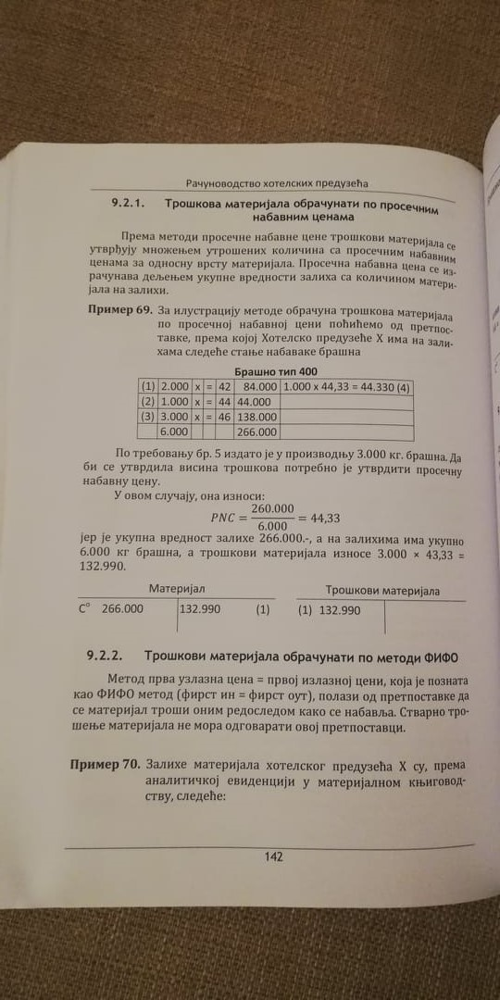 Рачуноводство хотелских предузећа
9.2.1. Трошкова материјала обрачунати по просечним
набавним ценама
Према методи просечне набавне цене трошкови материјала се
утврђују множењем утрошених количина са просечним набавним
ценама за односну врсту материјала. Просечна набавна цена се из-
рачунава дељењем укупне вредности залиха са количином матери-
јала на залихи.
Пример 69. За илустрацију методе обрачуна трошкова материјала
по просечној набавној цени поћићемо од претпос-
тавке, према којој Хотелско предузеће X има на зали-
хама следеће стање набаваке брашна
Брашно тип 400
(1) 2.000 x = 42 84.000 1.000 x 44,33 = 44.330 (4)
(2) 1.000 x = 44 44.000
(3) 3.000 x = 46 138.000
6.000 266.000
По требовању бр. 5 издато је у производњу 3.000 кг. брашна. Да
би се утврдила висина трошкова потребно је утврдити просечну
набавну цену.
У овом случају, она износи:
PNC = 260.000 / 6.000 = 44,33
јер је укупна вредност залихе 266.000.-, а на залихима има укупно
6.000 кг брашна, а трошкови материјала износе 3.000 × 43,33 =
132.990.
Материјал Трошкови материјала
C° 266.000 132.990 (1) (1) 132.990
9.2.2. Трошкови материјала обрачунати по методи ФИФО
Метод прва узлазна цена = првој излазној цени, која је позната
као ФИФО метод (фирст ин = фирст оут), полази од претпоставке да
се материјал троши оним редоследом како се набавља. Стварно тро-
шење материјала не мора одговарати овој претпоставци.
Пример 70. Залихе материјала хотелског предузећа X су, према
аналитичкој евиденцији у материјалном књиговод-
ству, следеће:
142